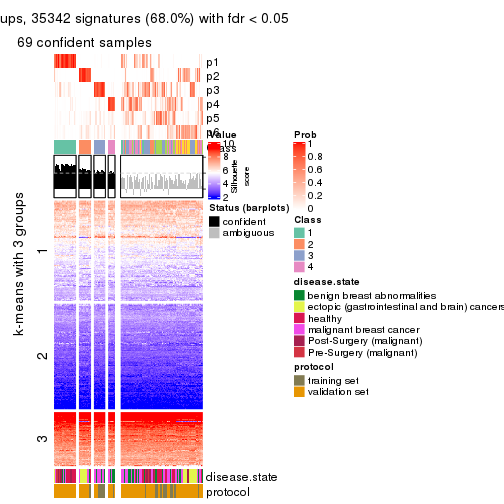 ups, 35342 signatures (68.0%) with fdr < 0.05
69 confident samples
p1
p2
p3
p4
p5
p6
Class
Silhouette
score
k-means with 3 groups
1
2
3
disease.state
protocol
Value
10
8
6
4
2
Status (barplots)
confident
ambiguous
Prob
1
0.8
0.6
0.4
0.2
0
Class
1
2
3
4
disease.state
benign breast abnormalities
ectopic (gastrointestinal and brain) cancers
healthy
malignant breast cancer
Post-Surgery (malignant)
Pre-Surgery (malignant)
protocol
training set
validation set